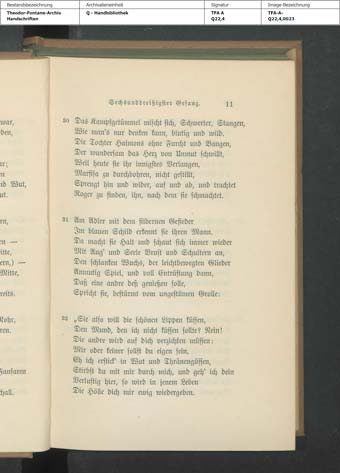 Bestandsbezeichnung Archivalieneinheit Signatur Image-Bezeichnung
Theodor-Fontane-Archiv Q - Handbibliothek TFA A TFA-A-
Handschriften Q22,4 Q22,4,0023
Sechsunddreißigster Gesang. 11
30 Das Kampfgetümmel mischt sich, Schwerter, Stangen,
Wie man's nur denken kann, blutig und wild.
Die Tochter Haimons ohne Furcht und Bangen,
Der wundersam das Herz von Unmut schwillt,
Weil heute sie ihr innigstes Verlangen,
Marfisa zu durchbohren, nicht gestillt,
Sprengt hin und wider, auf und ab, und trachtet
Roger zu finden, ihn, nach dem sie schmachtet.
31 Am Adler mit dem silbernen Gefieder
Im blauen Schild erkennt sie ihren Mann.
Da macht sie Halt und schaut sich immer wieder
Mit Aug' und Seele Brust und Schultern an,
Den schlanken Wuchs, der leichtbewegten Glieder
Anmutig Spiel, und voll Entrüstung dann,
Daß eine andre deß genießen solle,
Spricht sie, bestürmt vom ungestümen Grolle:
32 „Sie also will die schönen Lippen küssen,
Den Mund, den ich nicht küssen sollte? Nein!
Die andre wird auf dich verzichten müssen:
Mir oder keiner sollst du eigen sein.
Eh ich erstick' in Wut und Thränengüssen,
Stirbst du mit mir durch mich, und geh' ich dein
Verlustig hier, so wird in jenem Leben
Die Hölle dich mir ewig wiedergeben.